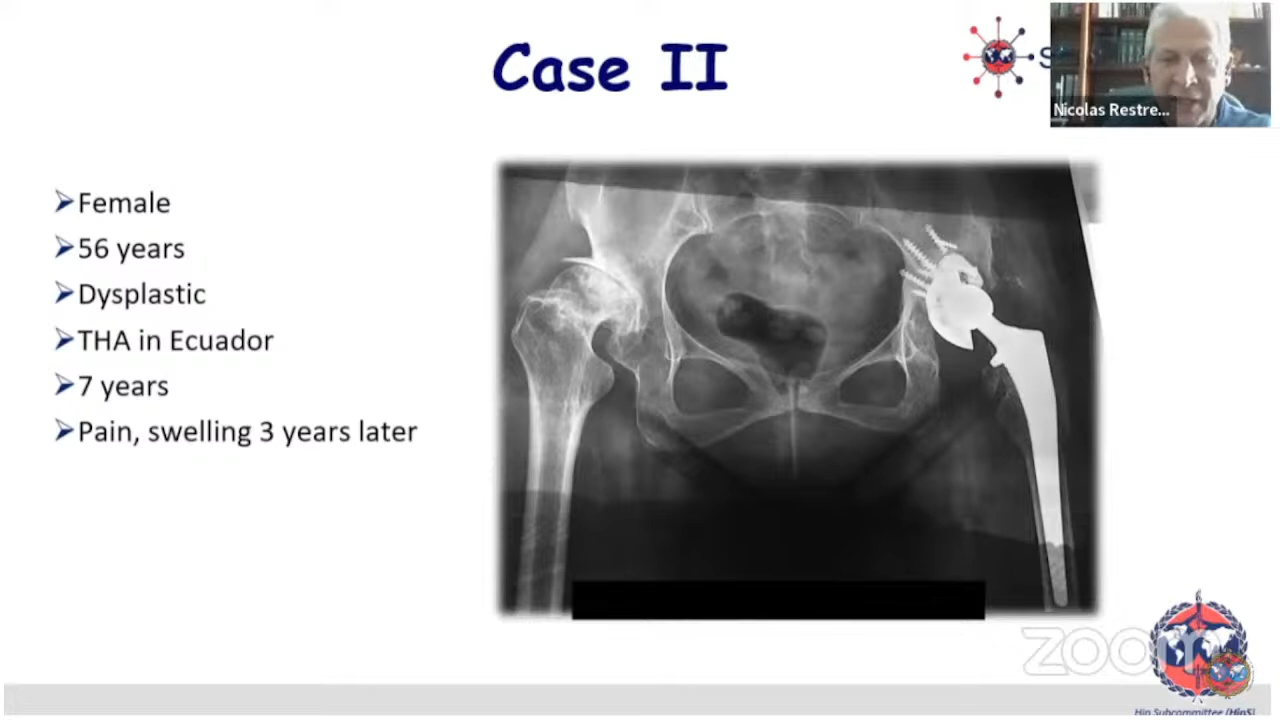 Case II
Nicolas Restre...
Female
56 years
Dysplastic
THA in Ecuador
7 years
Pain, swelling 3 years later
zoom
Hip Subcommittee (HipS)